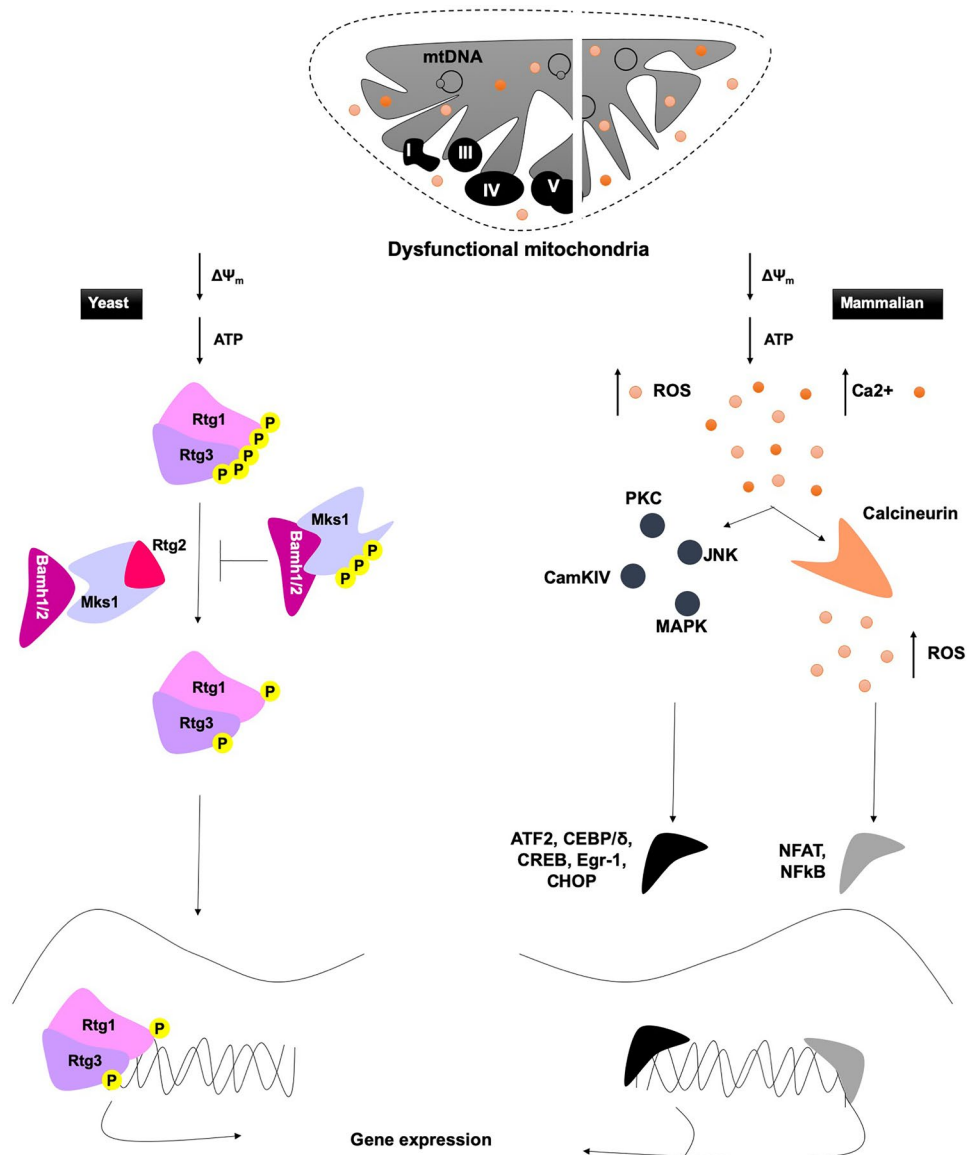 mtDNA
I
III
IV
V
Dysfunctional mitochondria
ΔΨm
Yeast
ATP
Rtg1
Rtg3
P
P
P
P
P
Bamh1/2
Mks1
Rtg2
Mks1
Bamh1/2
P
P
P
Rtg1
Rtg3
P
P
Rtg1
Rtg3
P
P
ΔΨm
Mammalian
ATP
ROS
Ca2+
PKC
JNK
CamKIV
MAPK
Calcineurin
ROS
ATF2, CEBP/δ,
CREB, Egr-1,
CHOP
NFAT,
NFkB
Gene expression